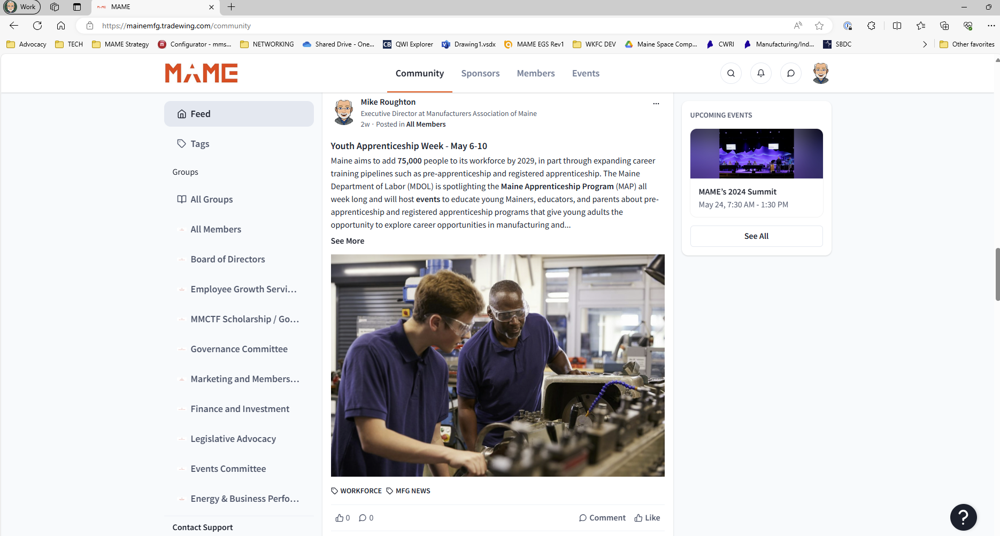 Work
MAME
https://mainemfg.tradewing.com/community
Advocacy
TECH
MAME Strategy
Configurator - mms...
NETWORKING
Shared Drive - One...
QWI Explorer
Drawing1.vsdx
MAME EGS Rev1
WKFC DEV
Maine Space Comp...
CWRI
Manufacturing/Ind...
SBDC
Other favorites
MAME
Community
Sponsors
Members
Events
Feed
Tags
Groups
All Groups
All Members
Board of Directors
Employee Growth Servi...
MMCTF Scholarship / Go...
Governance Committee
Marketing and Members...
Finance and Investment
Legislative Advocacy
Events Committee
Energy & Business Perfo...
Contact Support
Mike Roughton
Executive Director at Manufacturers Association of Maine
2w · Posted in All Members
Youth Apprenticeship Week - May 6-10
Maine aims to add 75,000 people to its workforce by 2029, in part through expanding career
training pipelines such as pre-apprenticeship and registered apprenticeship. The Maine
Department of Labor (MDOL) is spotlighting the Maine Apprenticeship Program (MAP) all
week long and will host events to educate young Mainers, educators, and parents about pre-
apprenticeship and registered apprenticeship programs that give young adults the
opportunity to explore career opportunities in manufacturing and...
See More
WORKFORCE
MFG NEWS
0
0
Comment
Like
UPCOMING EVENTS
MAME’s 2024 Summit
May 24, 7:30 AM - 1:30 PM
See All
?